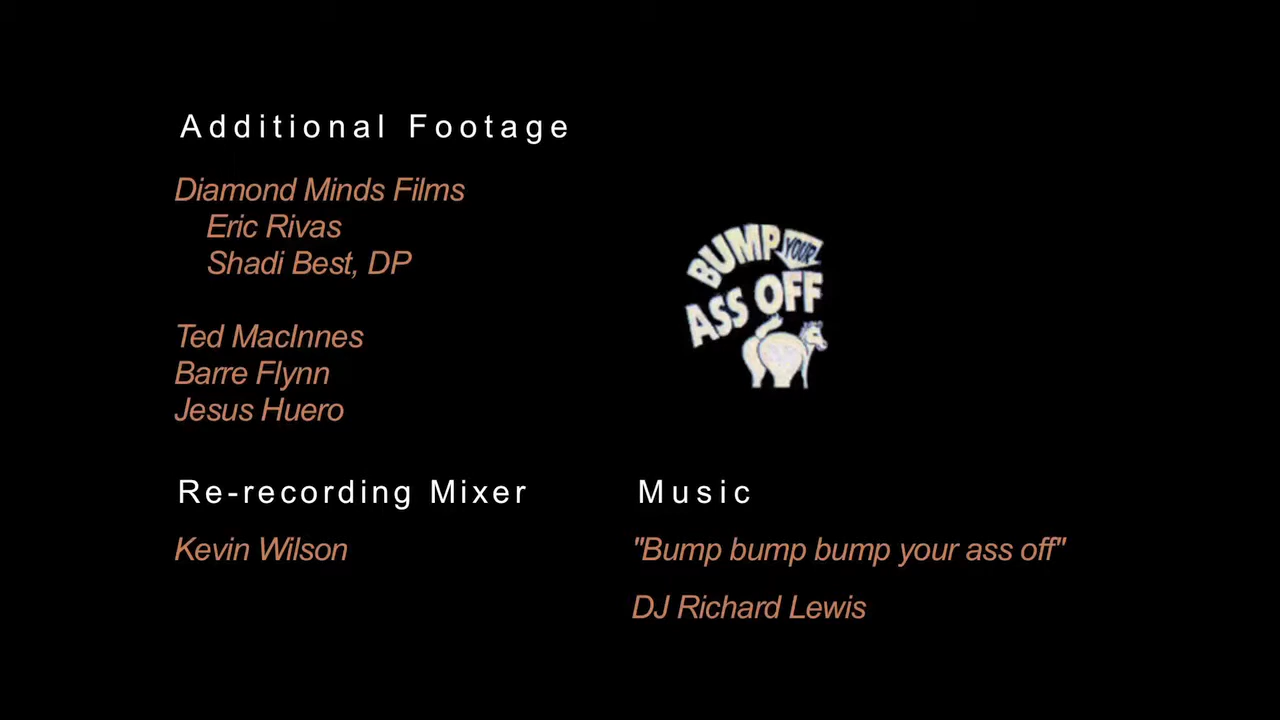 Additional Footage
Diamond Minds Films
Eric Rivas
Shadi Best, DP
Ted MacInnes
Barre Flynn
Jesus Huero
BUMP YOUR
ASS OFF
Re-recording Mixer
Kevin Wilson
Music
"Bump bump bump your ass off"
DJ Richard Lewis